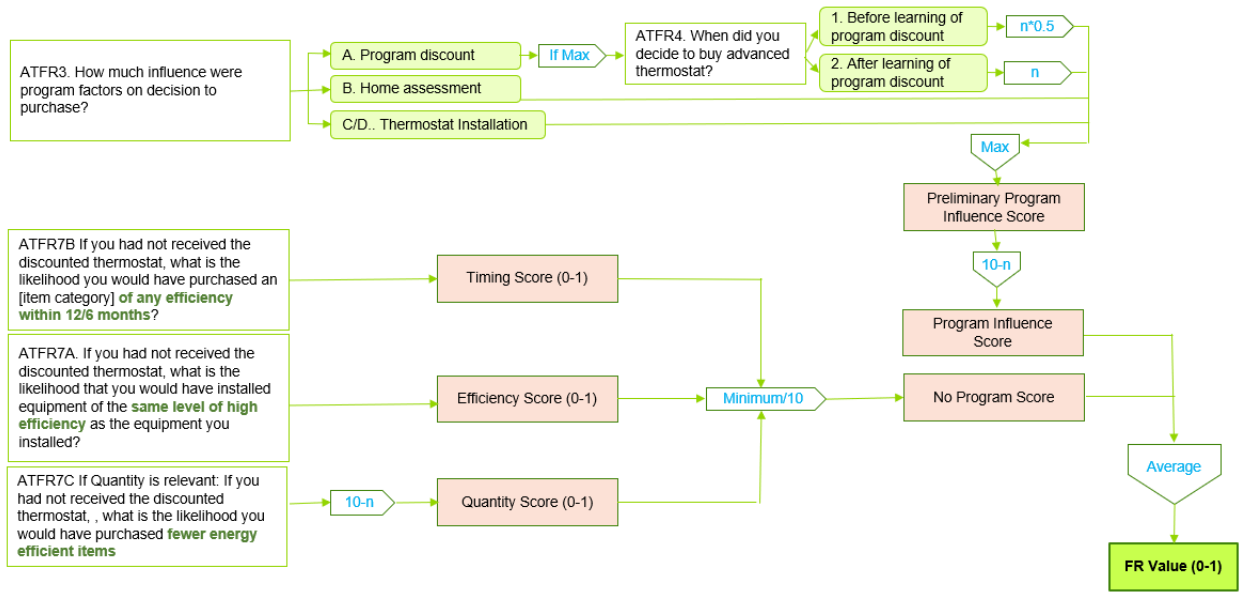 ATFR3. How much influence were
program factors on decision to
purchase?
A. Program discount
B. Home assessment
C/D.. Thermostat Installation
If Max
ATFR4. When did you
decide to buy advanced
thermostat?
1. Before learning of
program discount
2. After learning of
program discount
n*0.5
n
Max
Preliminary Program
Influence Score
10-n
Program Influence
Score
ATFR7B If you had not received the
discounted thermostat, what is the
likelihood you would have purchased an
[item category] of any efficiency
within 12/6 months?
Timing Score (0-1)
ATFR7A. If you had not received the
discounted thermostat, what is the
likelihood that you would have installed
equipment of the same level of high
efficiency as the equipment you
installed?
Efficiency Score (0-1)
Minimum/10
No Program Score
ATFR7C If Quantity is relevant: If you
had not received the discounted
thermostat, , what is the likelihood you
would have purchased fewer energy
efficient items
10-n
Quantity Score (0-1)
Average
FR Value (0-1)